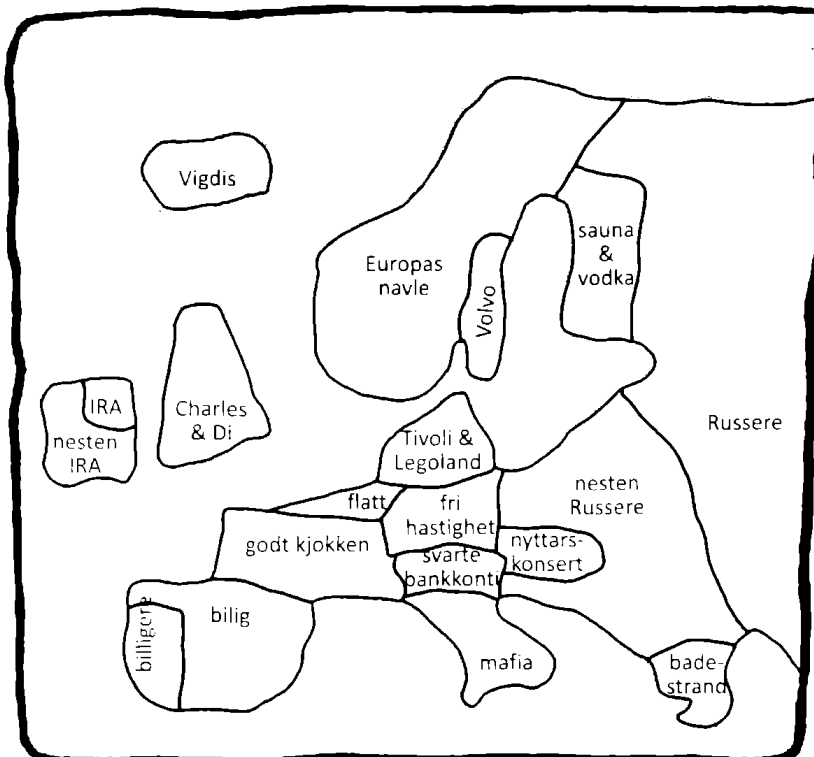 Vigdis
sauna
&
vodka
Europas
navle
Volvo
IRA
nesten
IRA
Charles
& Di
Russere
Tivoli &
Legoland
nesten
Russere
flatt
fri
hastighet
godt kjokken
svarte
bankkonti
nyttars-
konsert
billigere
bilig
mafia
bade-
strand